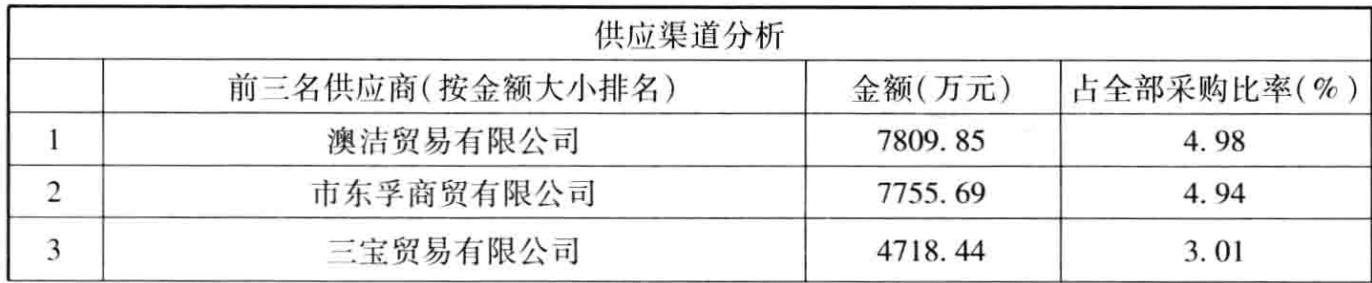 供应渠道分析
前三名供应商(按金额大小排名) 金额(万元) 占全部采购比率(%)
1 澳洁贸易有限公司 7809.85 4.98
2 市东孚商贸有限公司 7755.69 4.94
3 三宝贸易有限公司 4718.44 3.01